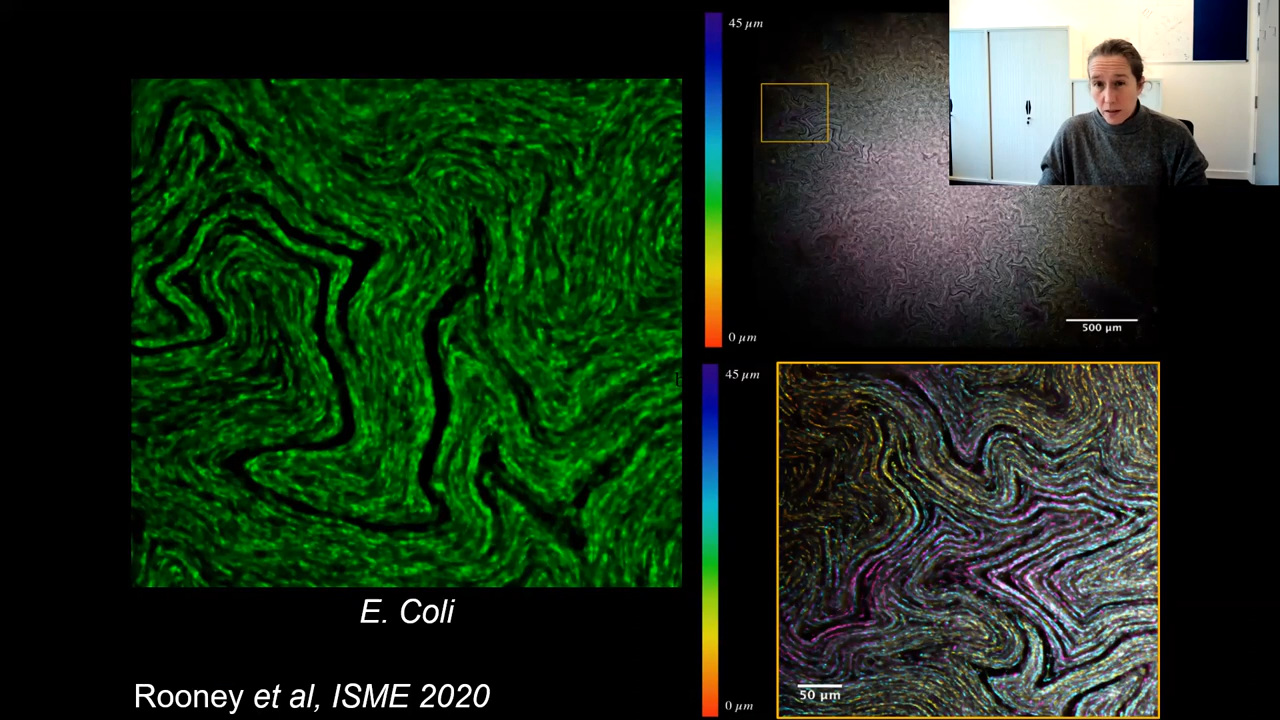 45 µm
0 µm
500 µm
45 µm
0 µm
50 µm
E. Coli
Rooney et al, ISME 2020